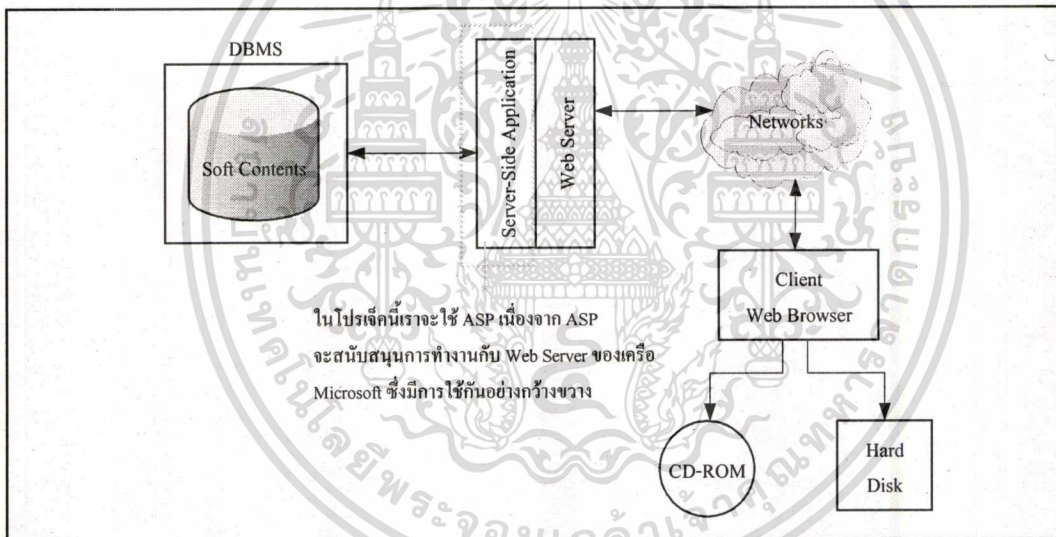 DBMS
Soft Contents
Server-Side Application
Web Server
Networks
Client
Web Browser
ในโปรเจ็คนี้เราจะใช้ ASP เนื่องจาก ASP
จะสนับสนุนการทำงานกับ Web Server ของเครือ
Microsoft ซึ่งมีการใช้กันอย่างกว้างขวาง
CD-ROM
Hard
Disk